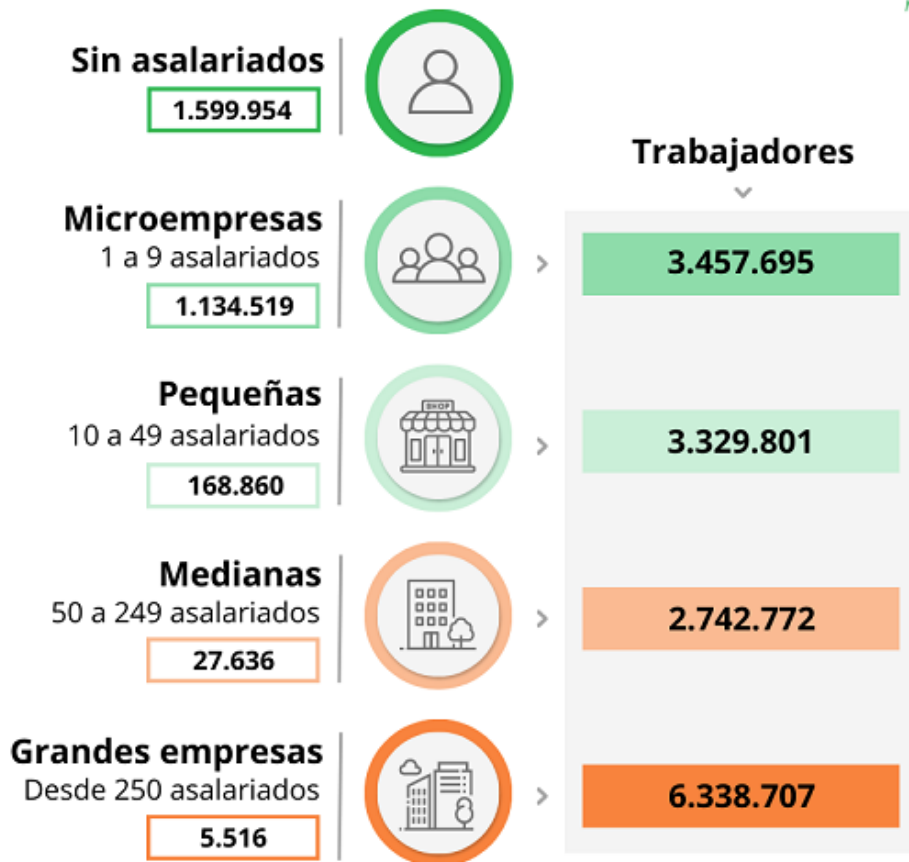 Sin asalariados
1.599.954
Trabajadores
Microempresas
1 a 9 asalariados
1.134.519
3.457.695
Pequeñas
10 a 49 asalariados
168.860
SHOP
3.329.801
Medianas
50 a 249 asalariados
27.636
2.742.772
Grandes empresas
Desde 250 asalariados
5.516
6.338.707